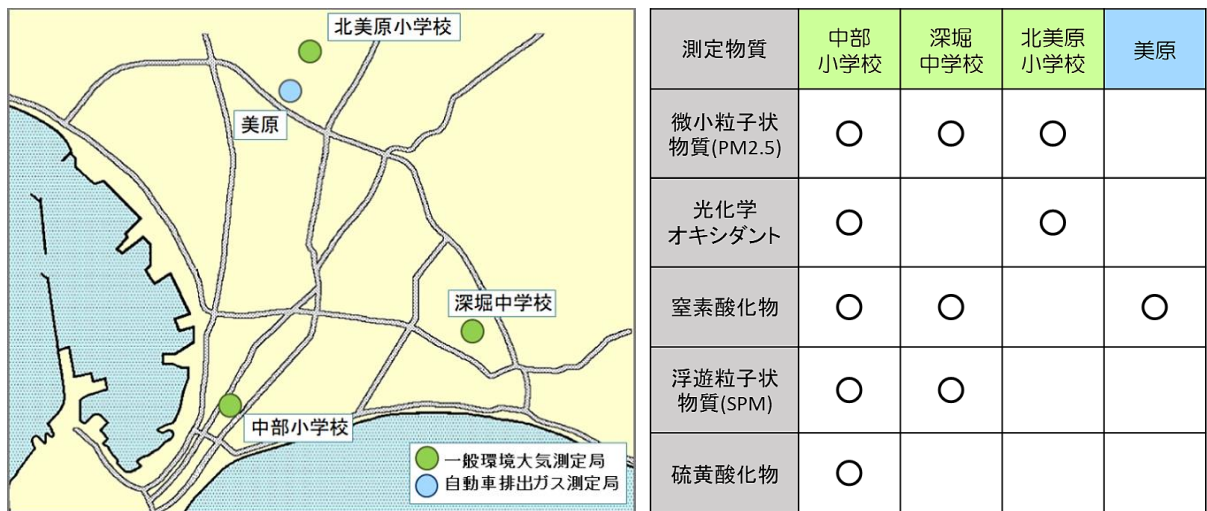 北美原小学校
美原
深堀中学校
中部小学校
一般環境大気測定局
自動車排出ガス測定局
測定物質
中部
小学校
深堀
中学校
北美原
小学校
美原
微小粒子状
物質(PM2.5)
○ ○ ○
光化学
オキシダント
○ ○
窒素酸化物
○ ○ ○
浮遊粒子状
物質(SPM)
○ ○
硫黄酸化物
○